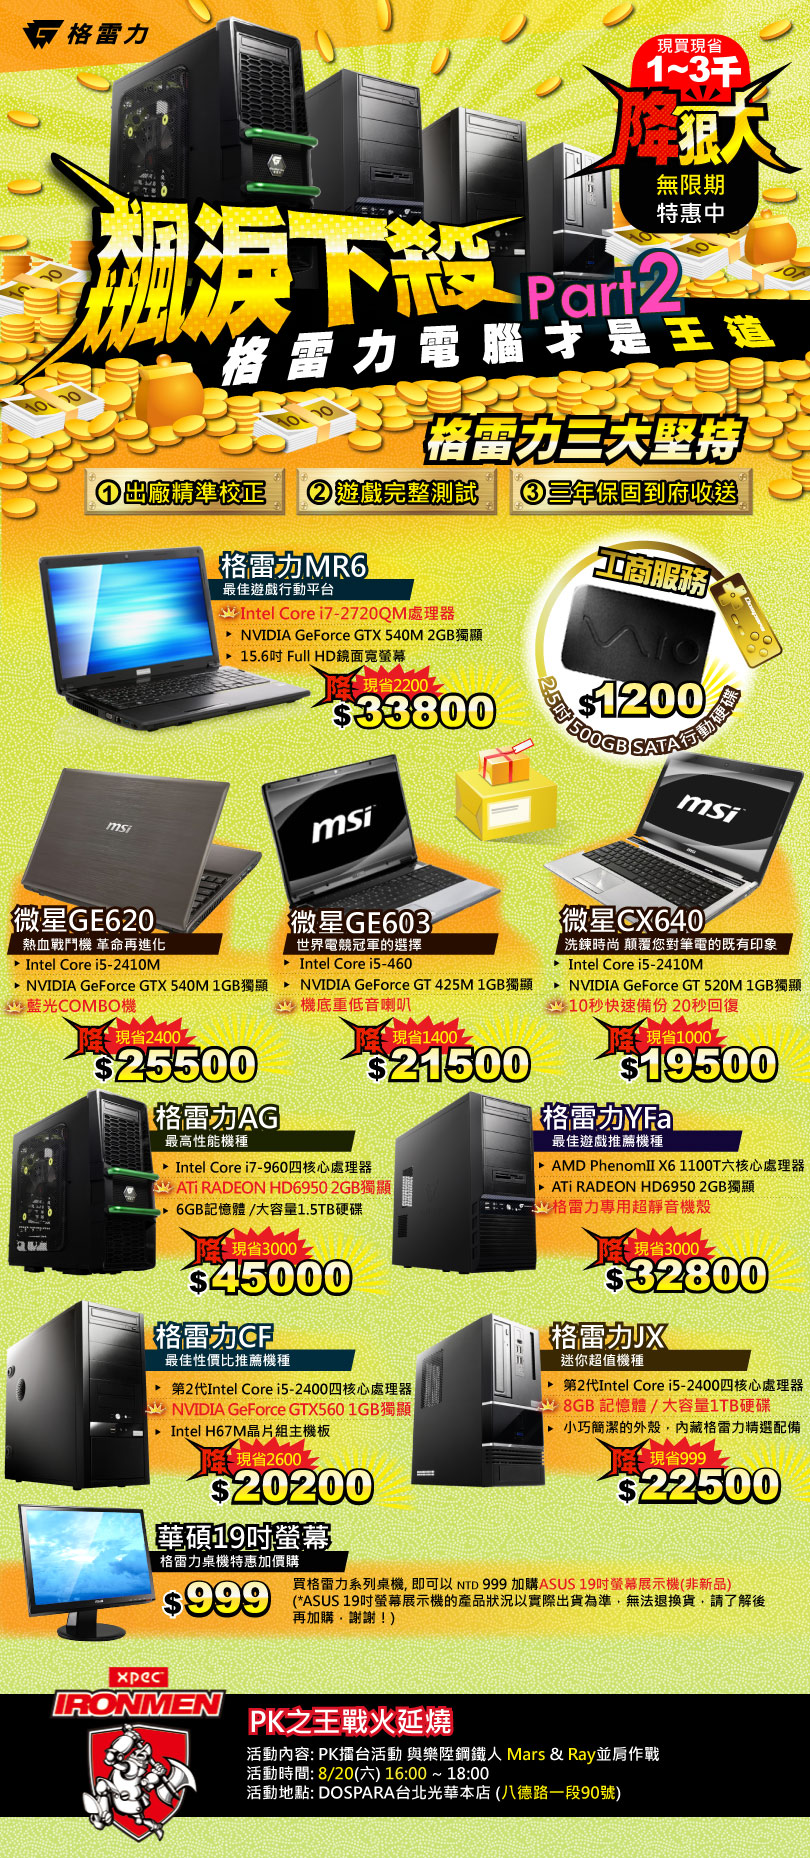 格雷力
現買現省
1~3千
降狠大
無限期
特惠中
飆淚下殺
Part2
格雷力電腦才是王道
格雷力三大堅持
① 出廠精準校正
② 遊戲完整測試
③ 三年保固到府收送
格雷力MR6
最佳遊戲行動平台
Intel Core i7-2720QM處理器
NVIDIA GeForce GTX 540M 2GB獨顯
15.6吋 Full HD鏡面寬螢幕
降 現省2200
$33800
工商服務
VAIO
$1200
2.5吋 500GB SATA行動硬碟
msi
msi
msi
微星GE620
熱血戰鬥機 革命再進化
Intel Core i5-2410M
NVIDIA GeForce GTX 540M 1GB獨顯
藍光COMBO機
降 現省2400
$25500
微星GE603
世界電競冠軍的選擇
Intel Core i5-460
NVIDIA GeForce GT 425M 1GB獨顯
機底重低音喇叭
降 現省1400
$21500
微星CX640
洗鍊時尚 顛覆您對筆電的既有印象
Intel Core i5-2410M
NVIDIA GeForce GT 520M 1GB獨顯
10秒快速備份 20秒回復
降 現省1000
$19500
格雷力AG
最高性能機種
Intel Core i7-960四核心處理器
ATi RADEON HD6950 2GB獨顯
6GB記憶體 /大容量1.5TB硬碟
降 現省3000
$45000
格雷力YFa
最佳遊戲推薦機種
AMD PhenomII X6 1100T六核心處理器
ATi RADEON HD6950 2GB獨顯
格雷力專用超靜音機殼
降 現省3000
$32800
格雷力CF
最佳性價比推薦機種
第2代Intel Core i5-2400四核心處理器
NVIDIA GeForce GTX560 1GB獨顯
Intel H67M晶片組主機板
降 現省2600
$20200
格雷力JX
迷你超值機種
第2代Intel Core i5-2400四核心處理器
8GB 記憶體 / 大容量1TB硬碟
小巧簡潔的外殼，內藏格雷力精選配備
降 現省999
$22500
華碩19吋螢幕
格雷力桌機特惠加價購
$999
買格雷力系列桌機, 即可以 NTD 999 加購ASUS 19吋螢幕展示機(非新品)
(*ASUS 19吋螢幕展示機的產品狀況以實際出貨為準，無法退換貨，請了解後
再加購，謝謝！)
xpec
IRONMEN
PK之王戰火延燒
活動內容: PK擂台活動 與樂陞鋼鐵人 Mars & Ray並肩作戰
活動時間: 8/20(六) 16:00 ~ 18:00
活動地點: DOSPARA台北光華本店 (八德路一段90號)